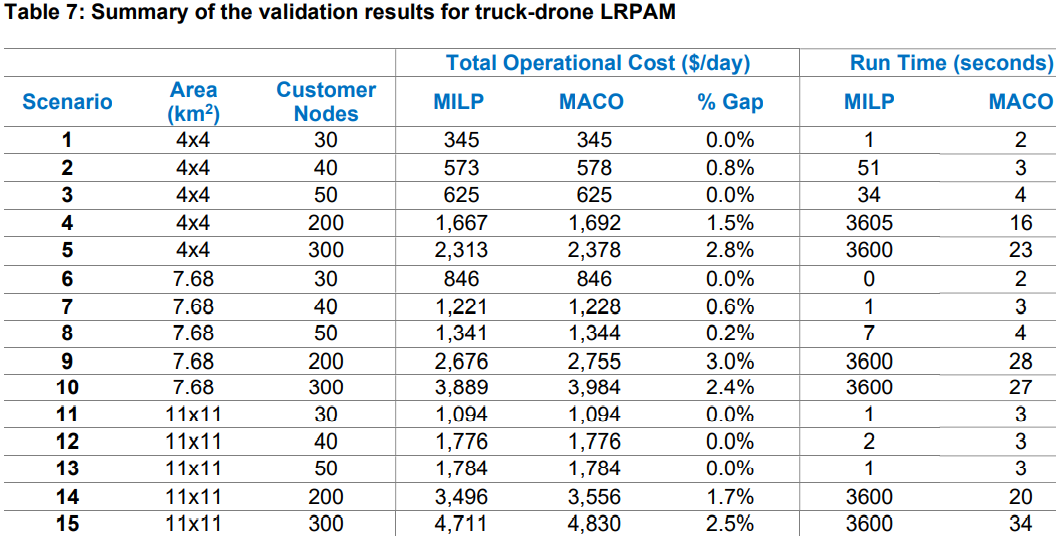 Table 7: Summary of the validation results for truck-drone LRPAM
Total Operational Cost ($/day) Run Time (seconds)
Scenario Area (km²) Customer Nodes MILP MACO % Gap MILP MACO
1 4x4 30 345 345 0.0% 1 2
2 4x4 40 573 578 0.8% 51 3
3 4x4 50 625 625 0.0% 34 4
4 4x4 200 1,667 1,692 1.5% 3605 16
5 4x4 300 2,313 2,378 2.8% 3600 23
6 7.68 30 846 846 0.0% 0 2
7 7.68 40 1,221 1,228 0.6% 1 3
8 7.68 50 1,341 1,344 0.2% 7 4
9 7.68 200 2,676 2,755 3.0% 3600 28
10 7.68 300 3,889 3,984 2.4% 3600 27
11 11x11 30 1,094 1,094 0.0% 1 3
12 11x11 40 1,776 1,776 0.0% 2 3
13 11x11 50 1,784 1,784 0.0% 1 3
14 11x11 200 3,496 3,556 1.7% 3600 20
15 11x11 300 4,711 4,830 2.5% 3600 34